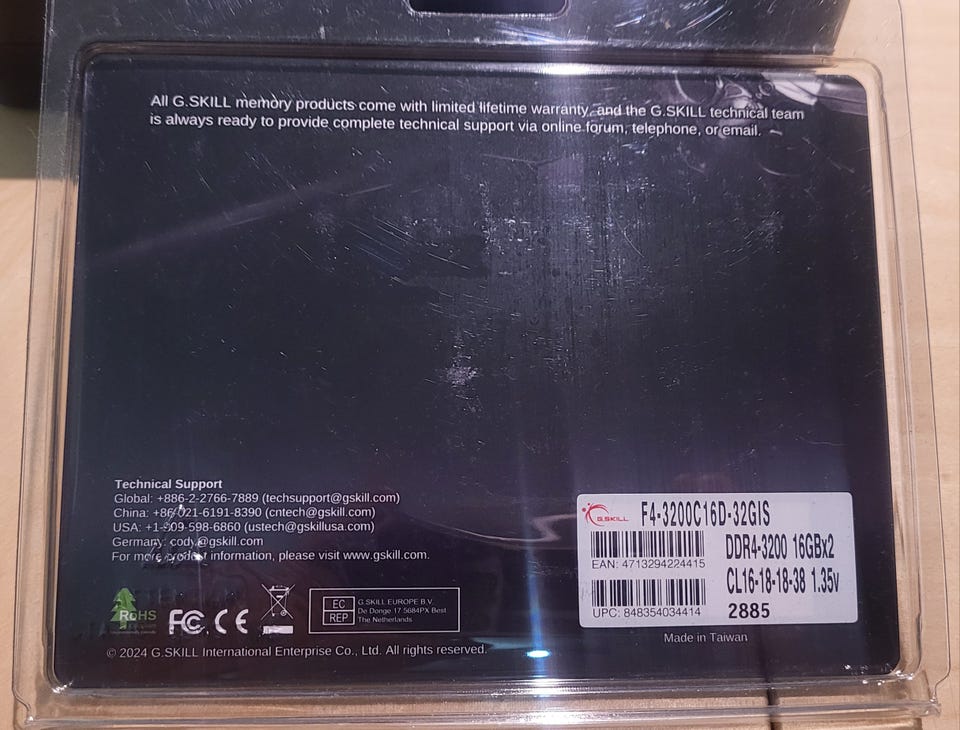 All G.SKILL memory products come with limited lifetime warranty, and the G.SKILL technical team
is always ready to provide complete technical support via online forum, telephone, or email.
Technical Support
Global: +886-2-2766-7889 (techsupport@gskill.com)
China: +86-021-6191-8390 (cntech@gskill.com)
USA: +1-909-598-6860 (ustech@gskillusa.com)
Germany: cody@gskill.com
For more product information, please visit www.gskill.com.
RoHS
FC CE
EC
REP
G.SKILL EUROPE B.V.
De Donge 17 5684PX Best
The Netherlands
© 2024 G.SKILL International Enterprise Co., Ltd. All rights reserved.
G.SKILL
F4-3200C16D-32GIS
DDR4-3200 16GBx2
EAN: 4713294224415
CL16-18-18-38 1.35v
UPC: 848354034414
2885
Made in Taiwan